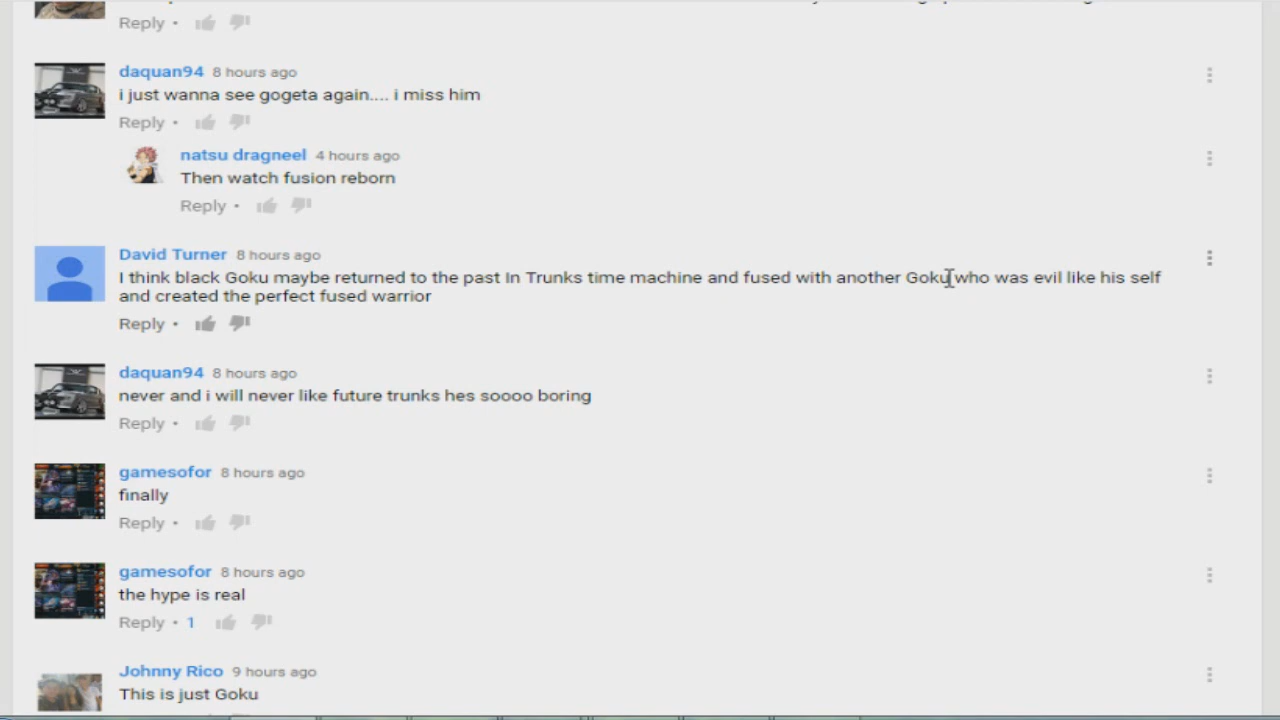 Reply •
daquan94 8 hours ago
i just wanna see gogeta again.... i miss him
Reply •
natsu dragneel 4 hours ago
Then watch fusion reborn
Reply •
David Turner 8 hours ago
I think black Goku maybe returned to the past In Trunks time machine and fused with another Goku who was evil like his self
and created the perfect fused warrior
Reply •
daquan94 8 hours ago
never and i will never like future trunks hes soooo boring
Reply •
gamesofor 8 hours ago
finally
Reply •
gamesofor 8 hours ago
the hype is real
Reply • 1
Johnny Rico 9 hours ago
This is just Goku